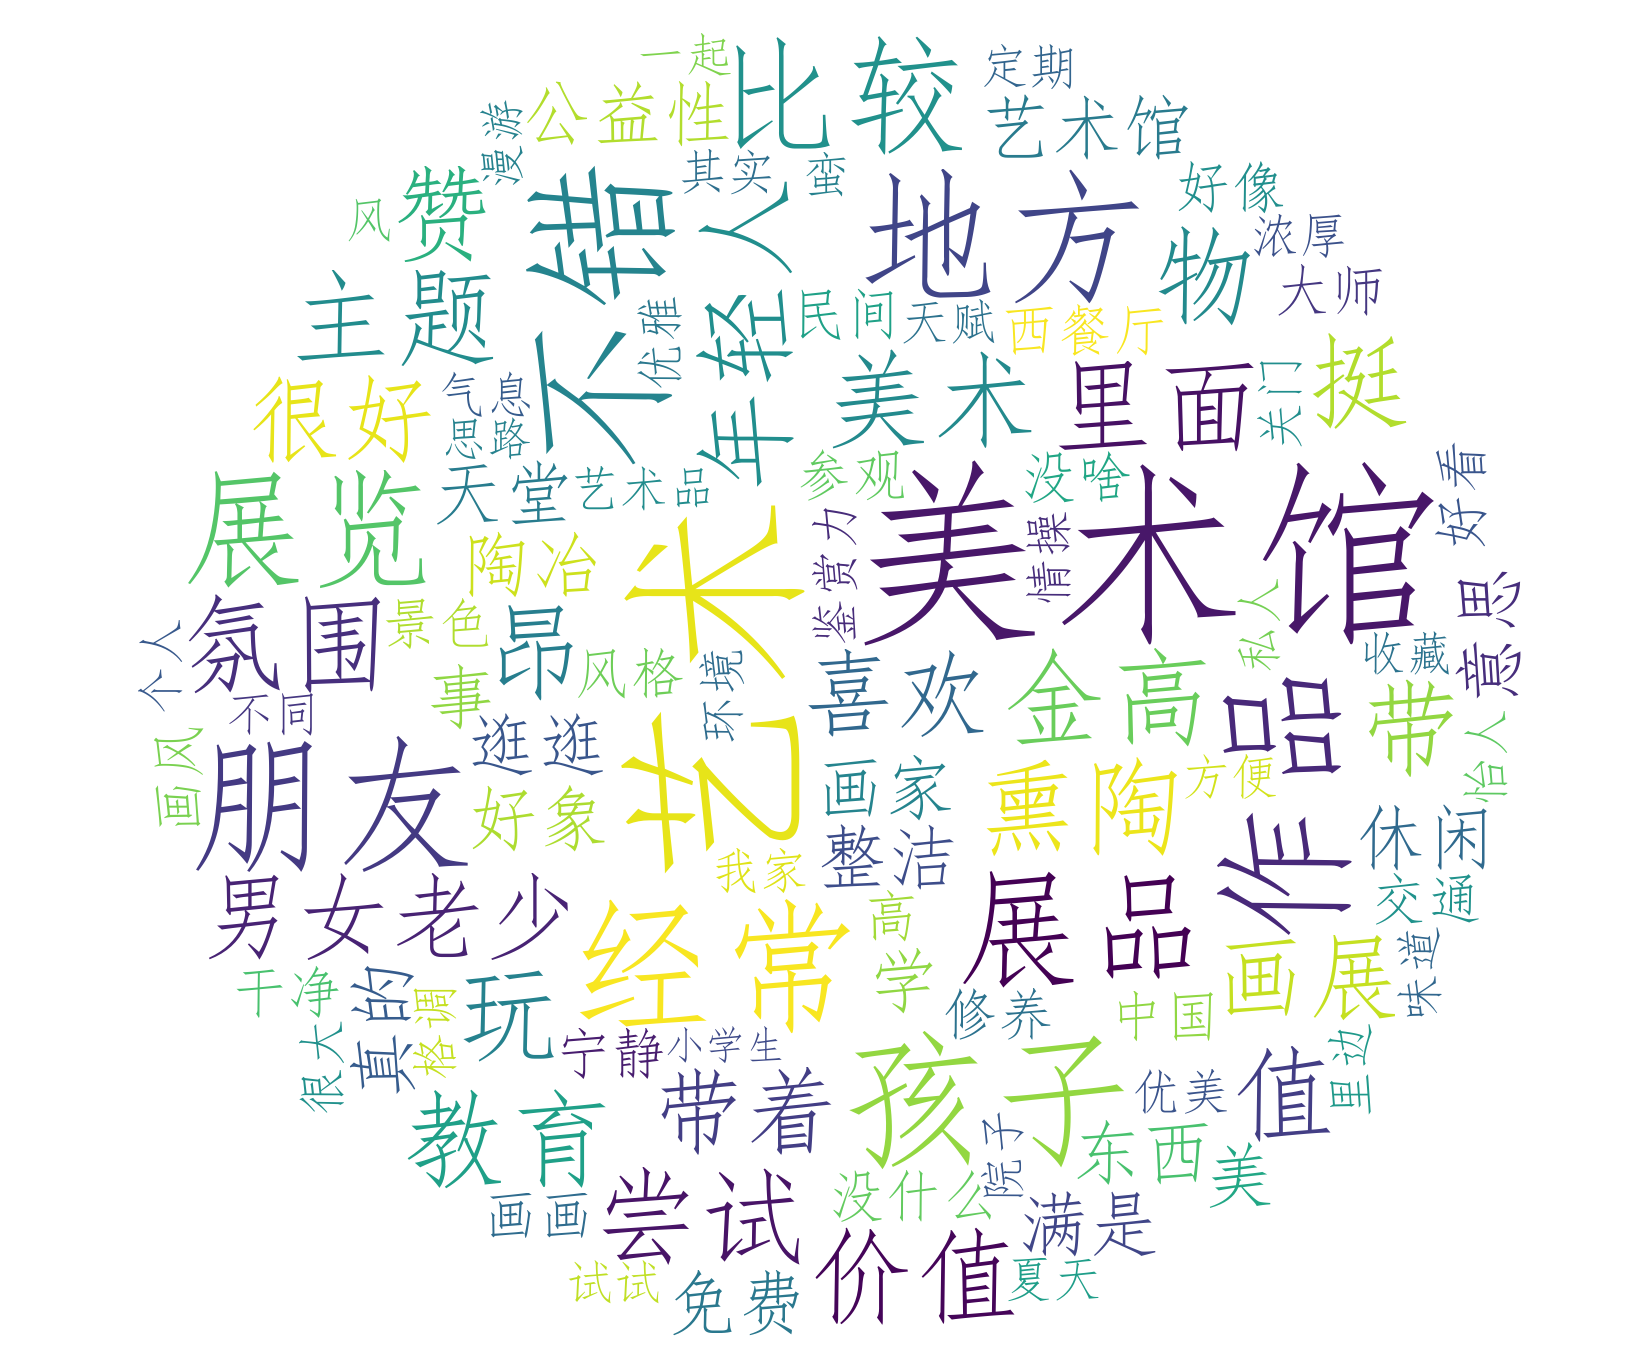 一起
比较
定期
公益性
艺术馆
漫游
不错
其实
蛮
赞
年轻人
地方
好像
风
物
浓厚
大师
主题
优雅
民间
天赋
西餐厅
美术
里面
关门
挺
很好
气息
思路
展览
天堂
艺术品
参观
没啥
好看
艺术
美术馆
鉴赏力
情操
陶冶
氛围
景色
昂
个人
事
风格
环境
喜欢
金高
私人
收藏
意思
作品
带
怡人
不同
朋友
逛逛
画风
好象
画家
熏陶
方便
休闲
整洁
我家
男女老少
交通
经常
高
展品
画展
味道
学
干净
真的
格调
玩
很大
宁静
小学生
修养
中国
里边
孩子
带着
优美
值
教育
院子
东西
美
尝试
没什么
画画
满是
价值
夏天
试试
免费